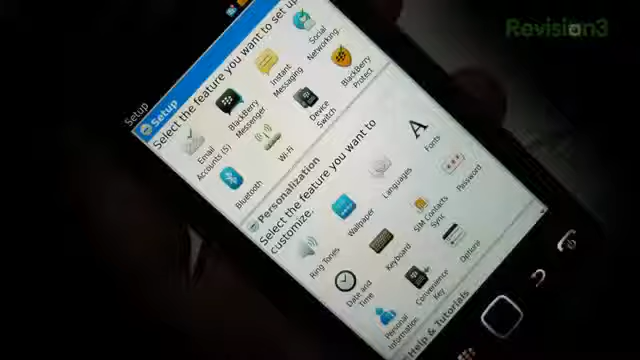 Revision3
Setup
Setup
Select the feature you want to set up
Email Accounts (5)
BlackBerry Messenger
Instant Messaging
Social Networking
Bluetooth
Wi-Fi
Device Switch
BlackBerry Protect
Personalization
Select the feature you want to customize.
Ring Tones
Wallpaper
Languages
Fonts
Date and Time
Keyboard
SIM Contacts Sync
Password
Personal Information
Convenience Key
Options
Help & Tutorials